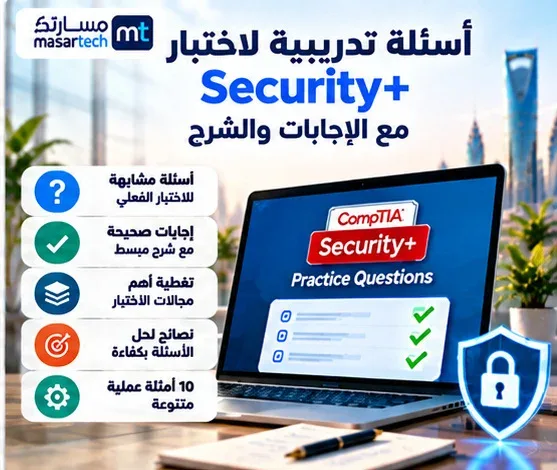 مسارتك
masartech
mt
أسئلة تدريبية لاختبار
Security+
مع الإجابات والشرح
أسئلة مشابهة
للاختبار الفعلي
إجابات صحيحة
مع شرح مبسط
تغطية أهم
مجالات الاختبار
نصائح لحل
الأسئلة بكفاءة
10 أمثلة عملية
متنوعة
CompTIA
Security+
Practice Questions